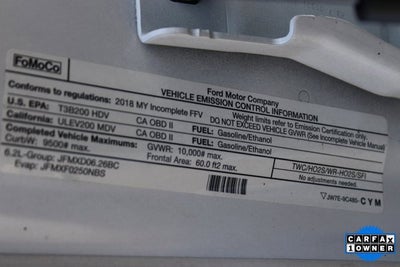 FoMoCo
Ford Motor Company
VEHICLE EMISSION CONTROL INFORMATION
Conforms to regulations: 2018 MY Incomplete FFV
Weight limits refer to Emission Certification only.
DO NOT EXCEED VEHICLE GVWR (See Incomplete Vehicle Manual)
U.S. EPA: T3B200 HDV
FUEL: Gasoline/Ethanol
California: ULEV200 MDV CA OBD II
CA OBD II FUEL: Gasoline/Ethanol
Completed Vehicle Maximums:
CurbW: 9500# max. GVWR: 10,000# max.
Frontal Area: 60.0 ft2 max.
6.2L-Group: JFMXD06.26BC
Evap: JFMXF0250NBS
TWC/HO2S/WR-HO2S/SFI
No adjustments needed.
JW7E-9C485- CYM
CARFAX
1 OWNER